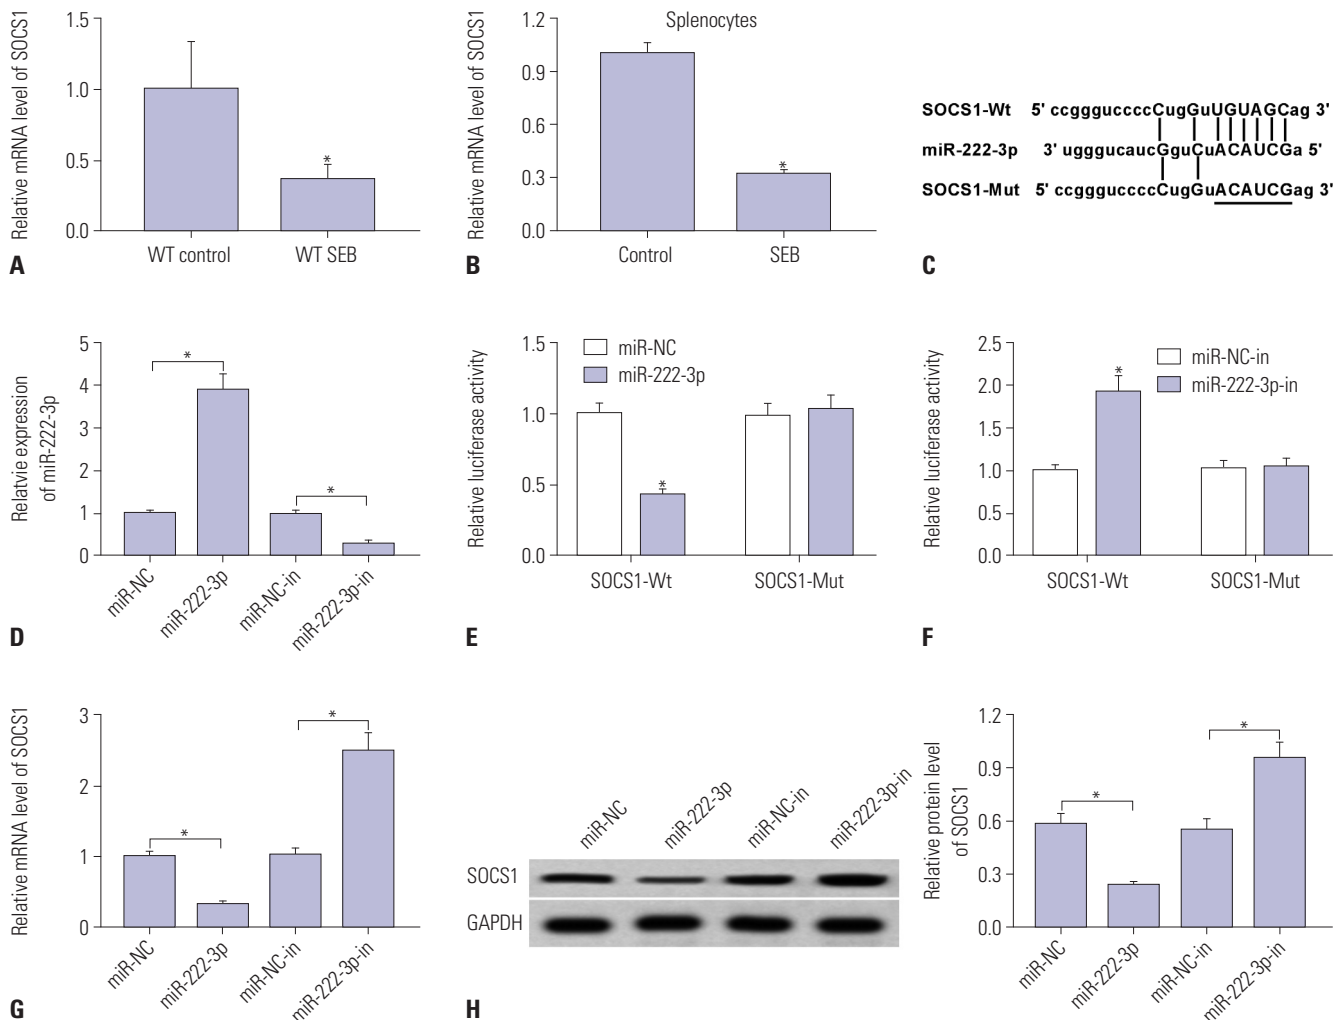 Relative mRNA level of SOCS1
1.5
1.0
0.5
0.0
*
WT control
WT SEB
A
Relative mRNA level of SOCS1
Splenocytes
1.2
0.9
0.6
0.3
0.0
*
Control
SEB
B
SOCS1-Wt 5' ccggguccccCugGuUGUAGCag 3'
miR-222-3p 3' ugggucaucGguCuACAUCGa 5'
SOCS1-Mut 5' ccggguccccCugGuACAUCGag 3'
C
Relatvie expression
of miR-222-3p
5
4
3
2
1
0
*
*
miR-NC
miR-222-3p
miR-NC-in
miR-222-3p-in
D
Relative luciferase activity
1.5
1.0
0.5
0.0
miR-NC
miR-222-3p
*
SOCS1-Wt
SOCS1-Mut
E
Relative luciferase activity
2.5
2.0
1.5
1.0
0.5
0.0
miR-NC-in
miR-222-3p-in
*
SOCS1-Wt
SOCS1-Mut
F
Relative mRNA level of SOCS1
3
2
1
0
*
*
miR-NC
miR-222-3p
miR-NC-in
miR-222-3p-in
G
miR-NC
miR-222-3p
miR-NC-in
miR-222-3p-in
SOCS1
GAPDH
H
Relative protein level
of SOCS1
1.2
0.9
0.6
0.3
0.0
*
*
miR-NC
miR-222-3p
miR-NC-in
miR-222-3p-in